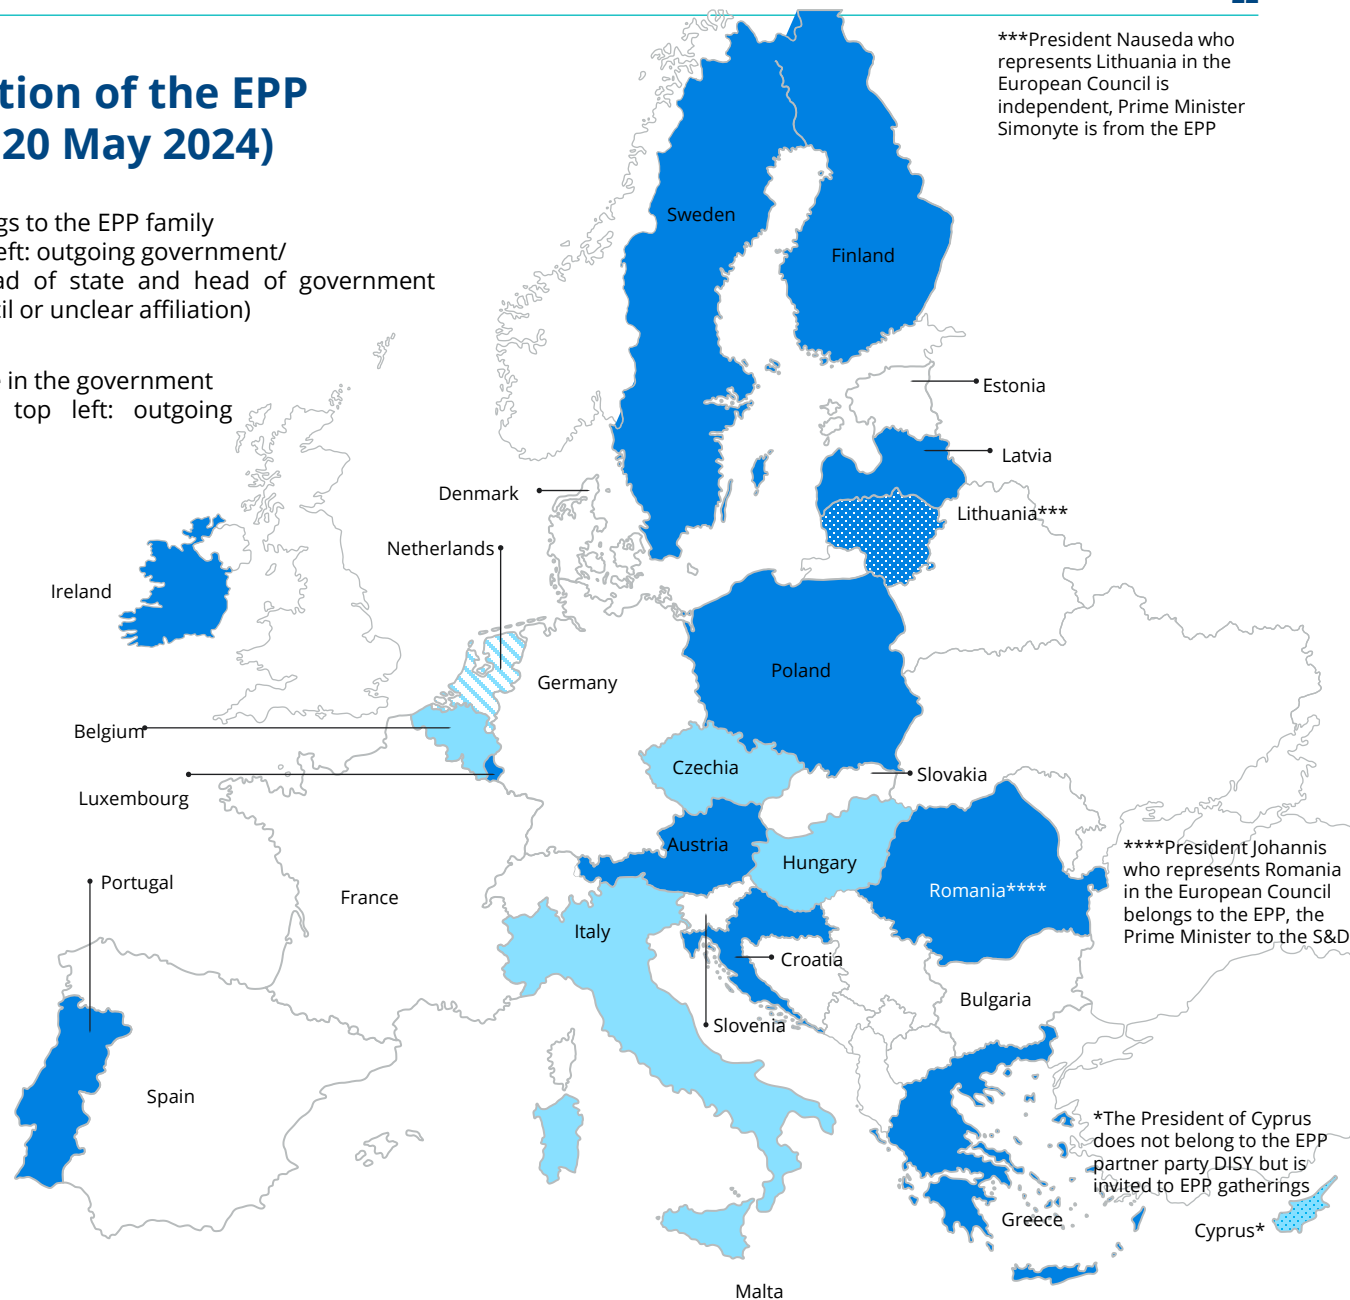 tion of the EPP
20 May 2024)
gs to the EPP family
eft: outgoing government/
ad of state and head of government
cil or unclear affiliation)
e in the government
top left: outgoing
***President Nauseda who
represents Lithuania in the
European Council is
independent, Prime Minister
Simonyte is from the EPP
Sweden
Finland
Estonia
Latvia
Denmark
Lithuania***
Netherlands
Ireland
Poland
Germany
Belgium
Czechia
Slovakia
Luxembourg
Austria
Hungary
****President Johannis
who represents Romania
in the European Council
belongs to the EPP, the
Prime Minister to the S&D
Portugal
France
Romania****
Italy
Croatia
Bulgaria
Slovenia
Spain
*The President of Cyprus
does not belong to the EPP
partner party DISY but is
invited to EPP gatherings
Greece
Cyprus*
Malta